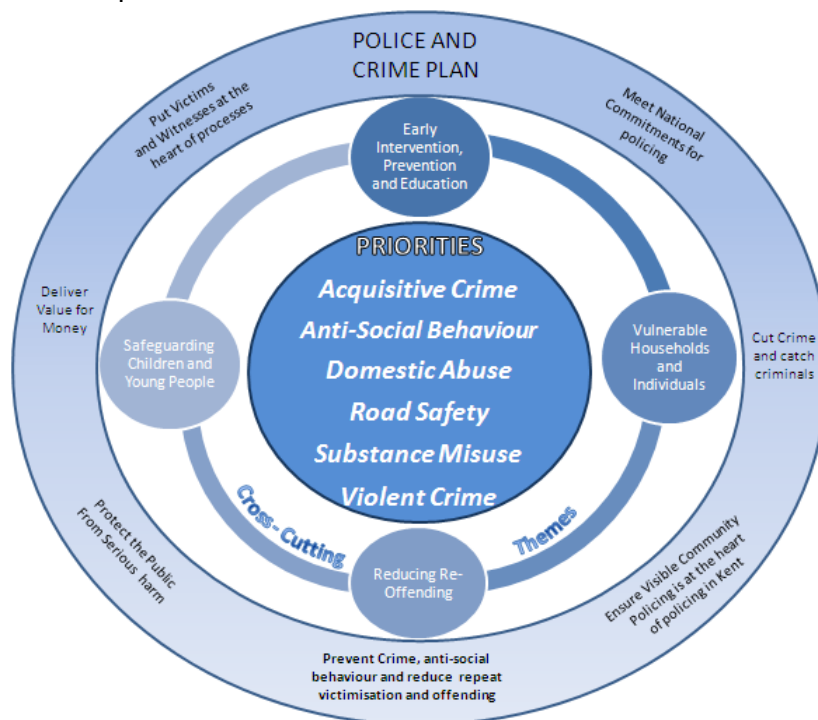 POLICE AND
CRIME PLAN
Put Victims
and Witnesses at the
heart of processes
Meet National
Commitments for
policing
Early
Intervention,
Prevention
and Education
PRIORITIES
Acquisitive Crime
Anti-Social Behaviour
Domestic Abuse
Road Safety
Substance Misuse
Violent Crime
Deliver
Value for
Money
Safeguarding
Children and
Young People
Vulnerable
Households
and
Individuals
Cut Crime
and catch
criminals
Cross-Cutting
Themes
Protect the Public
From Serious harm
Reducing Re-
Offending
Ensure Visible Community
Policing is at the heart
of policing in Kent
Prevent Crime, anti-social
behaviour and reduce repeat
victimisation and offending